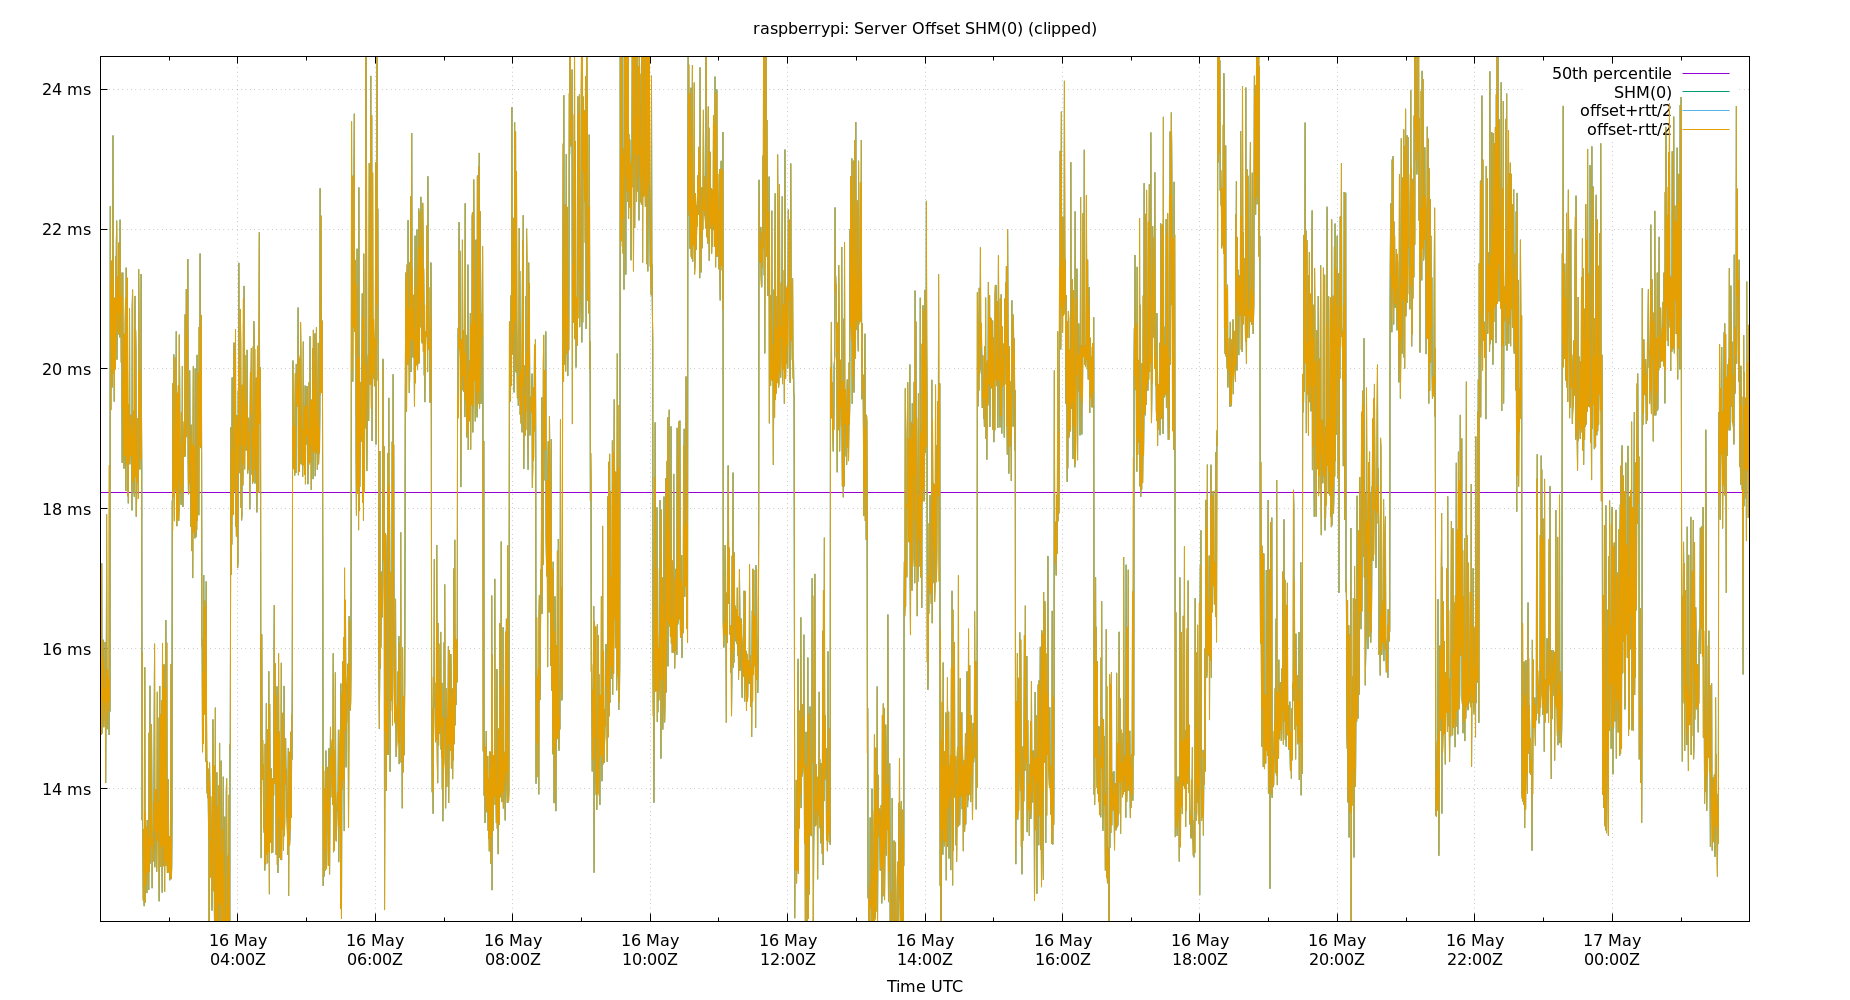 raspberrypi: Server Offset SHM(0) (clipped)
50th percentile
SHM(0)
offset+rtt/2
offset-rtt/2
24 ms
22 ms
20 ms
18 ms
16 ms
14 ms
16 May 16 May 16 May 16 May 16 May 16 May 16 May 16 May 16 May 16 May 17 May
04:00Z 06:00Z 08:00Z 10:00Z 12:00Z 14:00Z 16:00Z 18:00Z 20:00Z 22:00Z 00:00Z
Time UTC